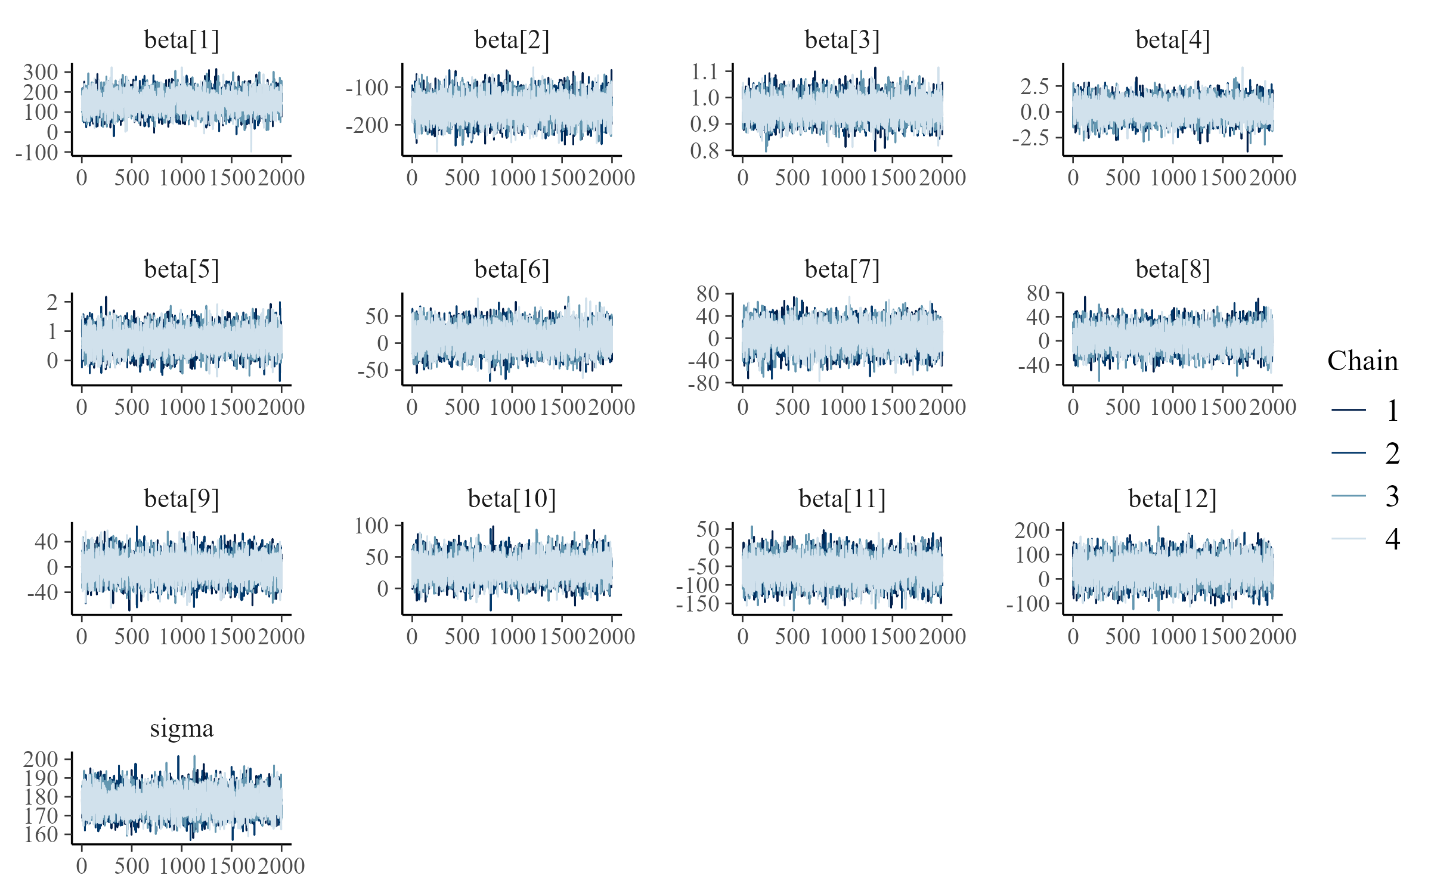 beta[1] beta[2] beta[3] beta[4]
300 200 100 0 -100
-100 -200
1.1 1.0 0.9 0.8
2.5 0.0 -2.5
0 500 1000 1500 2000 0 500 1000 1500 2000 0 500 1000 1500 2000 0 500 1000 1500 2000
beta[5] beta[6] beta[7] beta[8]
2 1 0
50 0 -50
80 40 0 -40 -80
80 40 0 -40
0 500 1000 1500 2000 0 500 1000 1500 2000 0 500 1000 1500 2000 0 500 1000 1500 2000
Chain
1
2
3
4
beta[9] beta[10] beta[11] beta[12]
40 0 -40
100 50 0
50 0 -50 -100 -150
200 100 0 -100
0 500 1000 1500 2000 0 500 1000 1500 2000 0 500 1000 1500 2000 0 500 1000 1500 2000
sigma
200 190 180 170 160
0 500 1000 1500 2000